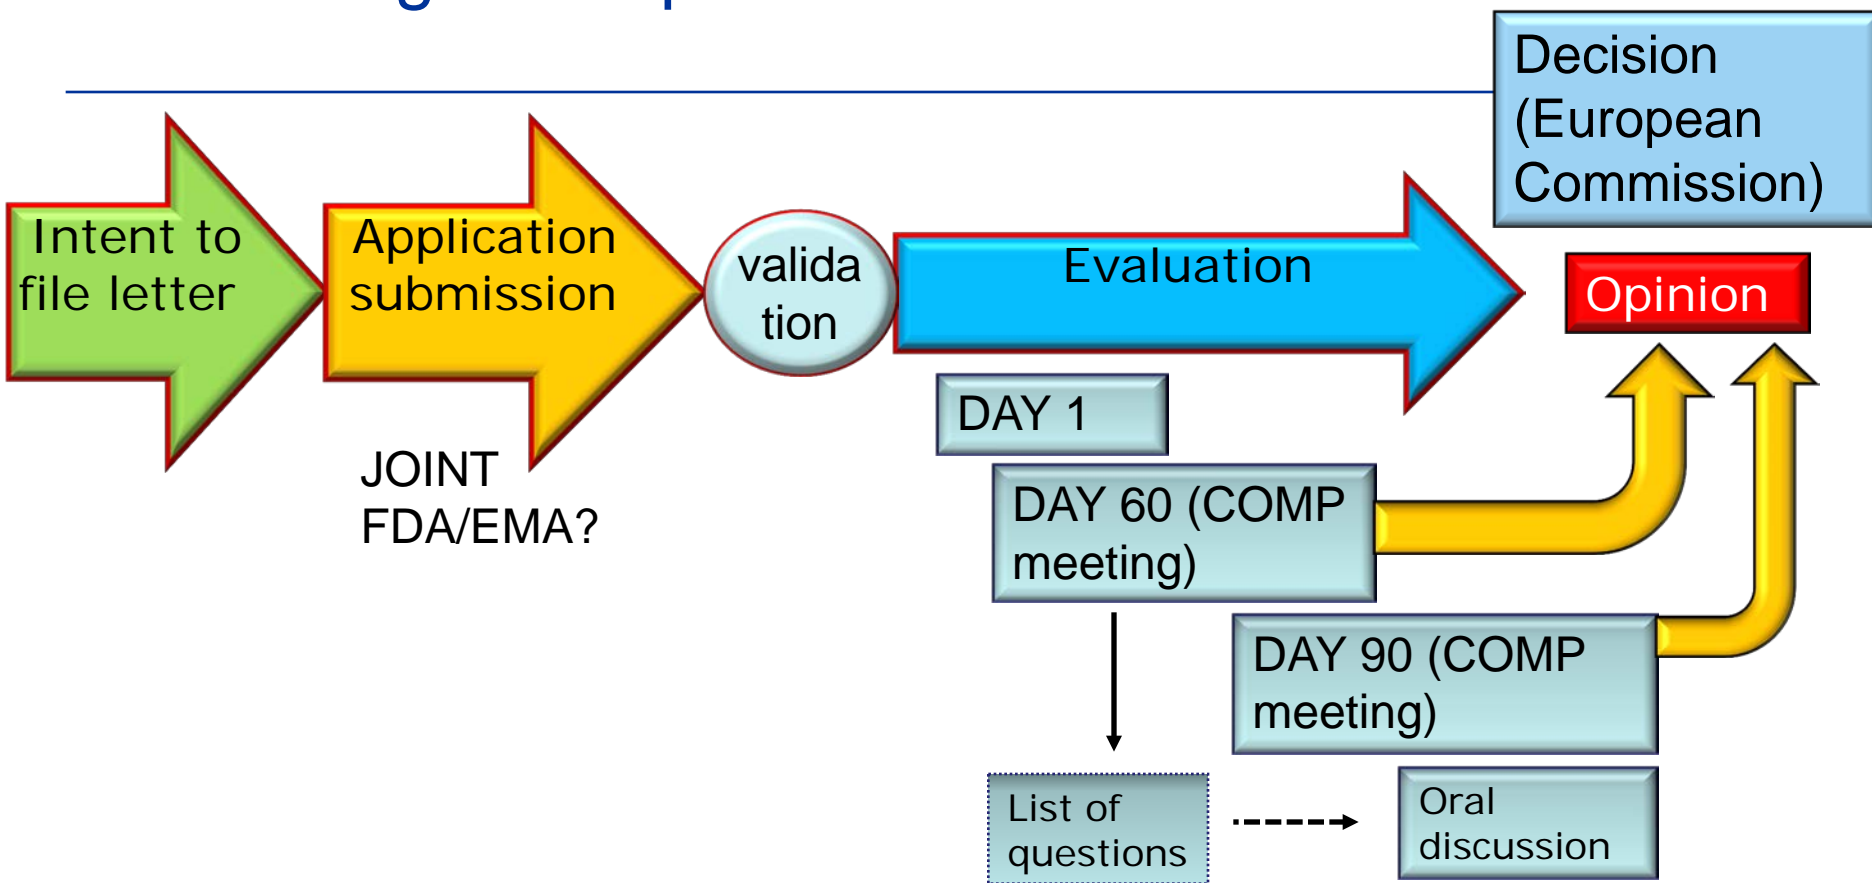 Decision
(European
Commission)
Intent to
file letter
Application
submission
valida
tion
Evaluation
Opinion
JOINT
FDA/EMA?
DAY 1
DAY 60 (COMP
meeting)
DAY 90 (COMP
meeting)
List of
questions
Oral
discussion